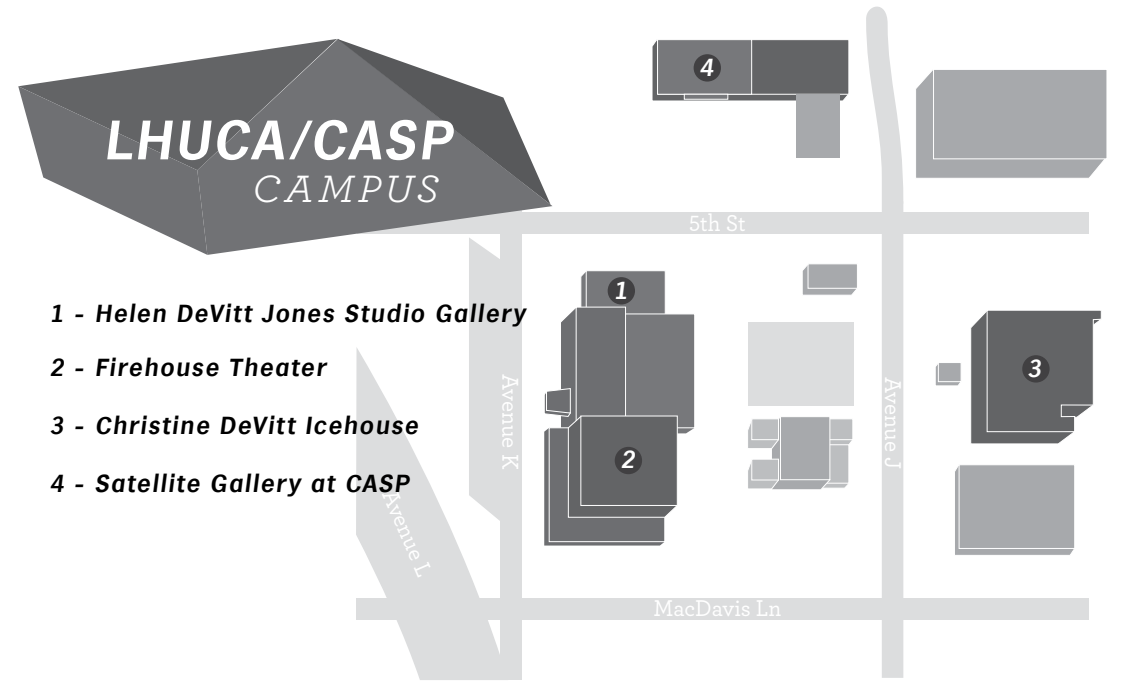 LHUCA/CASP
CAMPUS
4
5th St
1 - Helen DeVitt Jones Studio Gallery
2 - Firehouse Theater
3 - Christine DeVitt Icehouse
4 - Satellite Gallery at CASP
1
3
2
Avenue K
Avenue J
Avenue L
MacDavis Ln